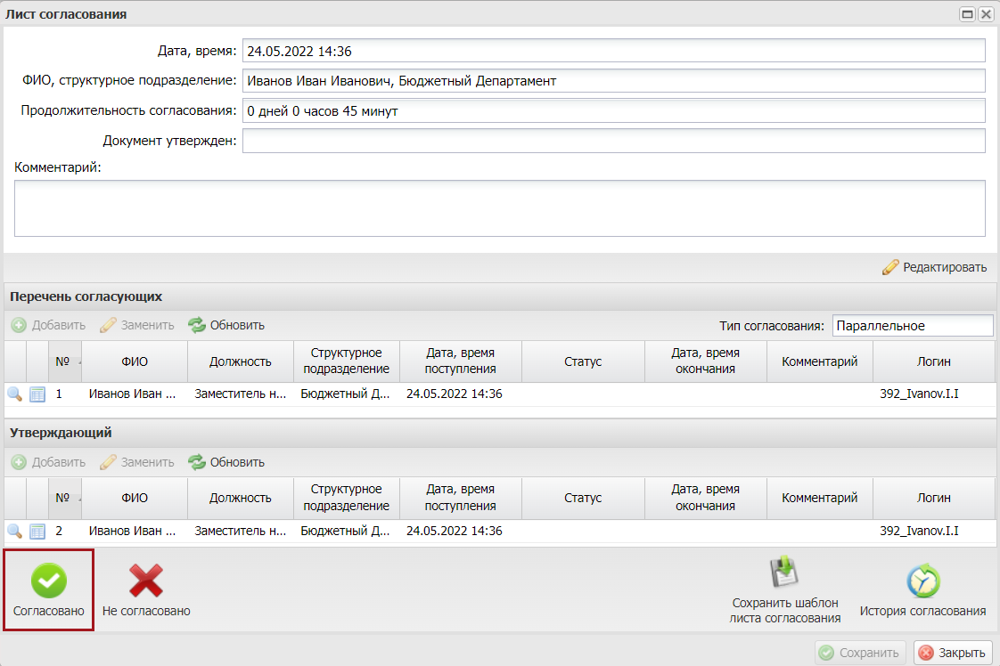 Лист согласования
Дата, время: 24.05.2022 14:36
ФИО, структурное подразделение: Иванов Иван Иванович, Бюджетный Департамент
Продолжительность согласования: 0 дней 0 часов 45 минут
Документ утвержден:
Комментарий:
Редактировать
Перечень согласующих
Добавить Заменить Обновить Тип согласования: Параллельное
№ ФИО Должность Структурное подразделение Дата, время поступления Статус Дата, время окончания Комментарий Логин
1 Иванов Иван ... Заместитель н... Бюджетный Д... 24.05.2022 14:36 392_Ivanov.I.I
Утверждающий
Добавить Заменить Обновить
№ ФИО Должность Структурное подразделение Дата, время поступления Статус Дата, время окончания Комментарий Логин
2 Иванов Иван ... Заместитель н... Бюджетный Д... 24.05.2022 14:36 392_Ivanov.I.I
Согласовано Не согласовано Сохранить шаблон листа согласования История согласования
Сохранить Закрыть